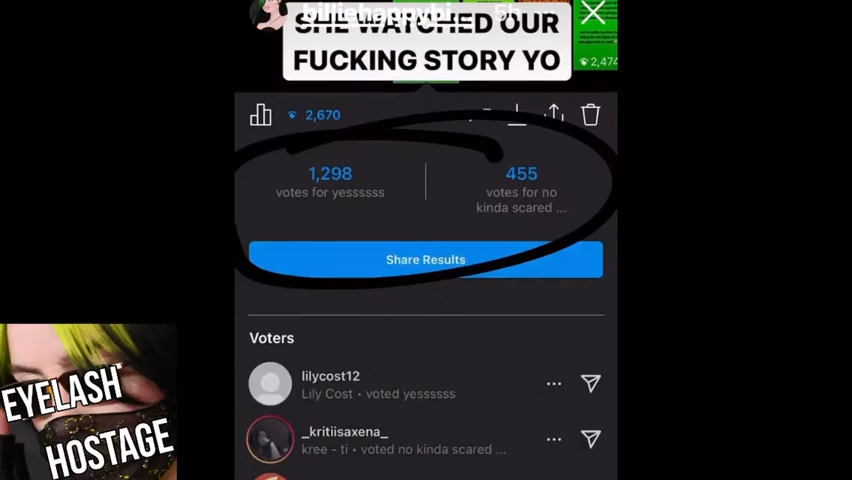 billiehappybi... 5h
SHE WATCHED OUR
FUCKING STORY YO
2,474
2,670
1,298
votes for yessssss
455
votes for no
kinda scared ...
Share Results
Voters
lilycost12
Lily Cost • voted yessssss
_kritiisaxena_
kree - ti • voted no kinda scared ...
EYELASH
HOSTAGE